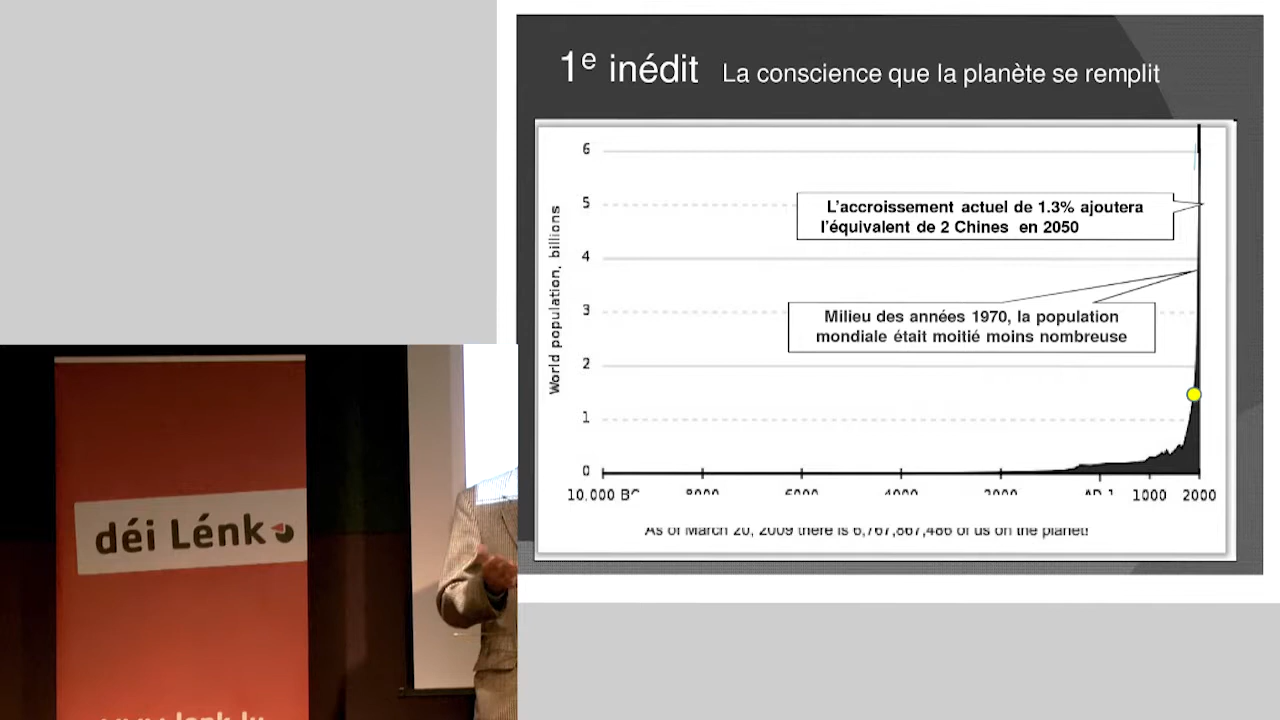 1e inédit La conscience que la planète se remplit
World population, billions
6
5
4
3
2
1
0
L'accroissement actuel de 1.3% ajoutera
l'équivalent de 2 Chines en 2050
Milieu des années 1970, la population
mondiale était moitié moins nombreuse
10,000 BC 8000 6000 4000 2000 AD 1 1000 2000
As of March 20, 2009 there is 6,767,867,486 of us on the planet!
déi Lénk
www.lenk.lu